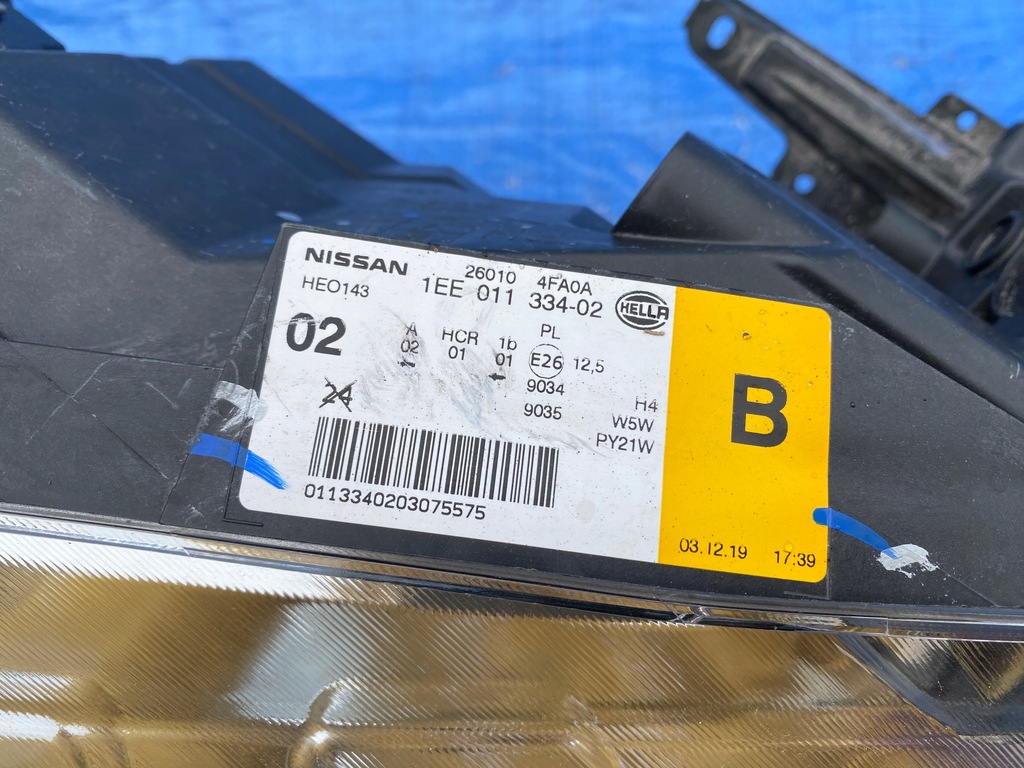 NISSAN 26010 4FA0A
HEO143 1EE 011 334-02 HELLA
02 A 02 HCR 01 1b 01 PL E26 12,5
9034
9035
24
H4
W5W
PY21W
0113340203075575
B
03.12.19 17:39